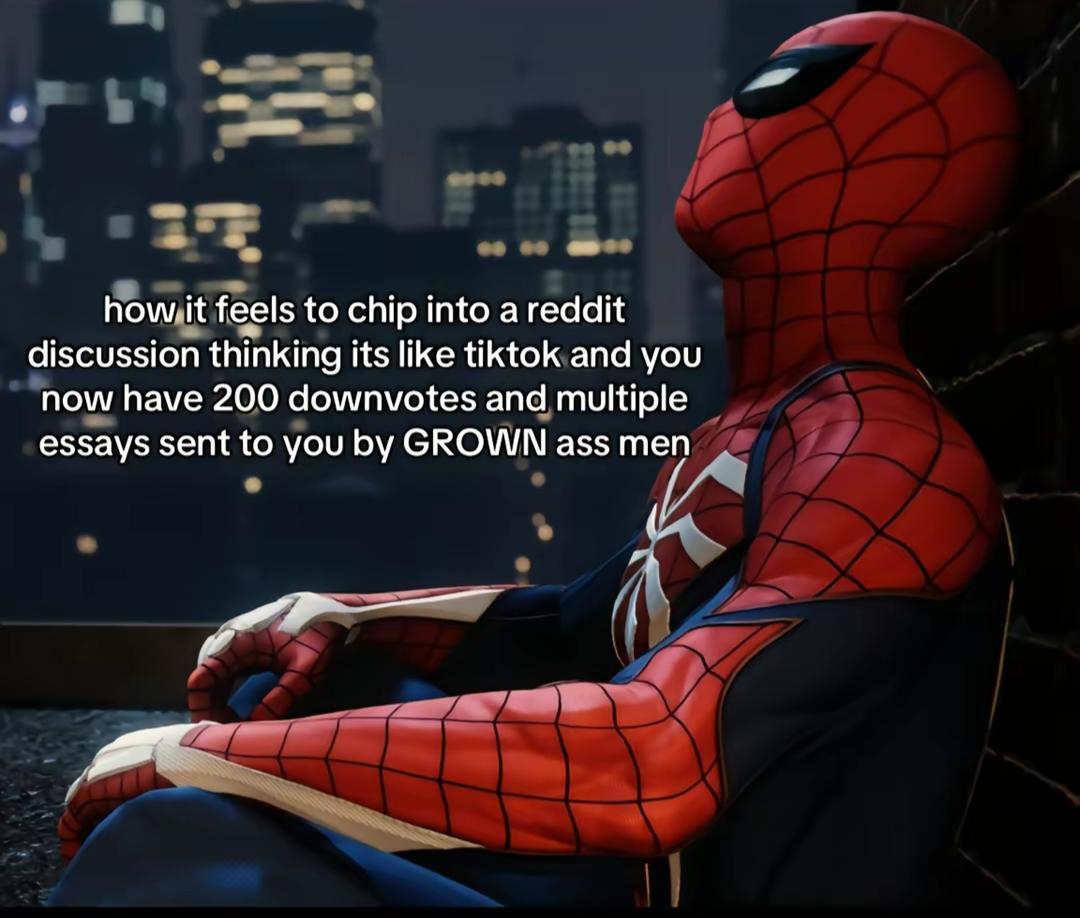 how it feels to chip into a reddit
discussion thinking its like tiktok and you
now have 200 downvotes and multiple
essays sent to you by GROWN ass men